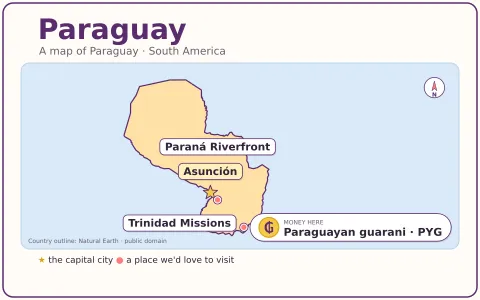 Paraguay
A map of Paraguay · South America
N
Paraná Riverfront
Asunción
Trinidad Missions
MONEY HERE
₲ Paraguayan guarani · PYG
Country outline: Natural Earth · public domain
★ the capital city ● a place we'd love to visit